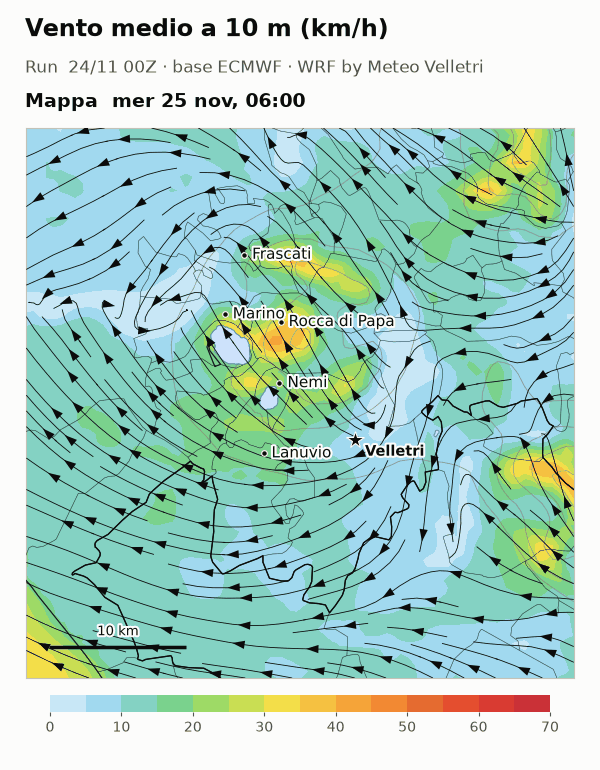 Vento medio a 10 m (km/h)
Run  24/11 00Z · base ECMWF · WRF by Meteo Velletri
Mappa  mer 25 nov, 06:00
Frascati
Marino
Rocca di Papa
Nemi
Velletri
Lanuvio
10 km
0 10 20 30 40 50 60 70